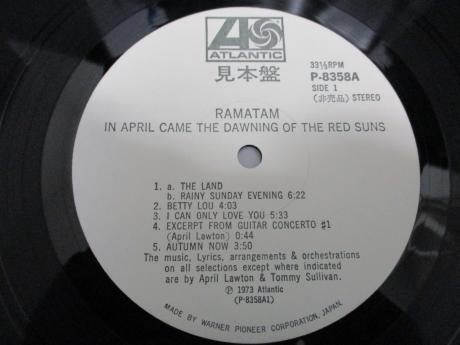 ATLANTIC
見本盤
33⅓RPM
P-8358A
SIDE 1
(非売品) STEREO
RAMATAM
IN APRIL CAME THE DAWNING OF THE RED SUNS
1. a. THE LAND
b. RAINY SUNDAY EVENING 6:22
2. BETTY LOU 4:03
3. I CAN ONLY LOVE YOU 5:33
4. EXCERPT FROM GUITAR CONCERTO #1
(April Lawton) 0:44
5. AUTUMN NOW 3:50
The music, Lyrics, arrangements & orchestrations
on all selections except where indicated
are by April Lawton & Tommy Sullivan.
Ⓟ 1973 Atlantic
(P-8358A1)
MADE BY WARNER PIONEER CORPORATION, JAPAN.